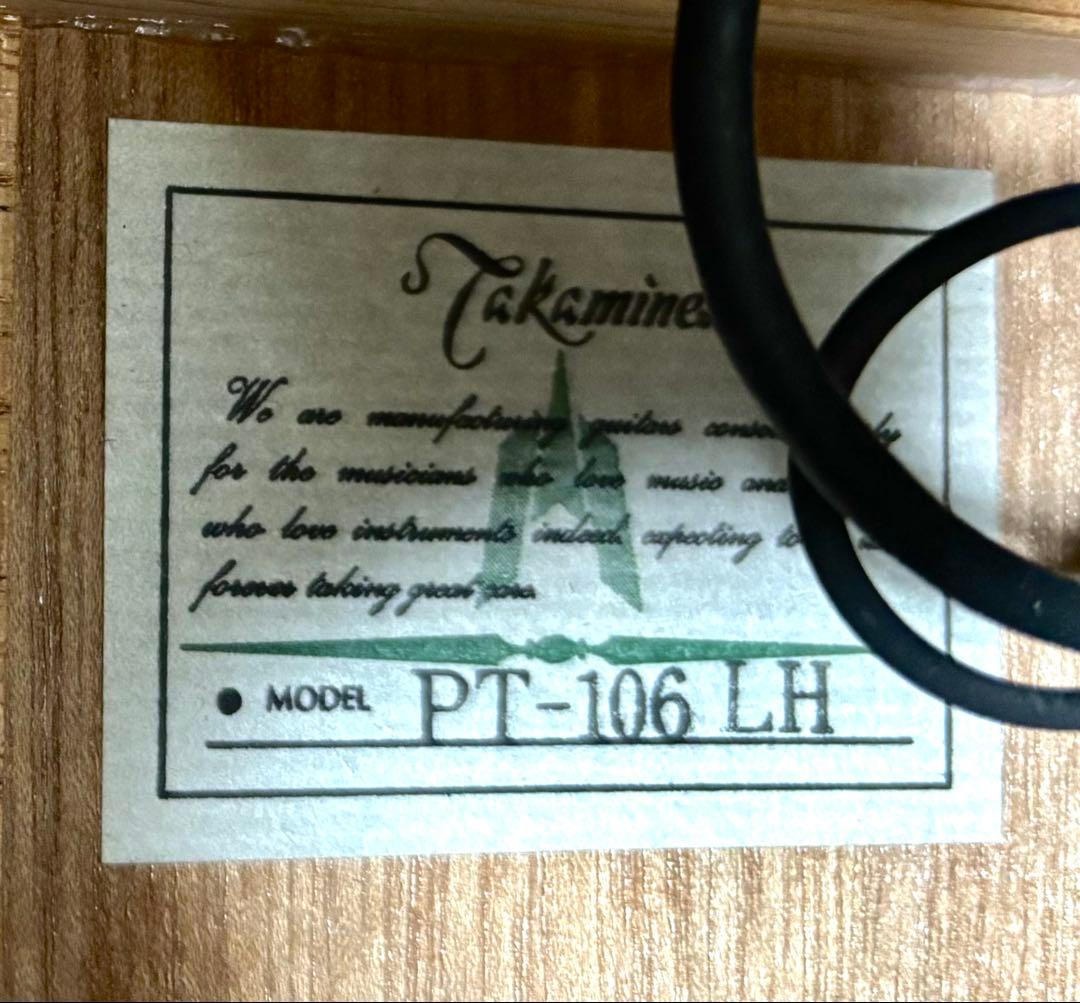 Takamine
We are manufacturing guitars
for the musicians who love music
who love instruments indeed, expecting to
forever taking great care.
● MODEL PT-106 LH